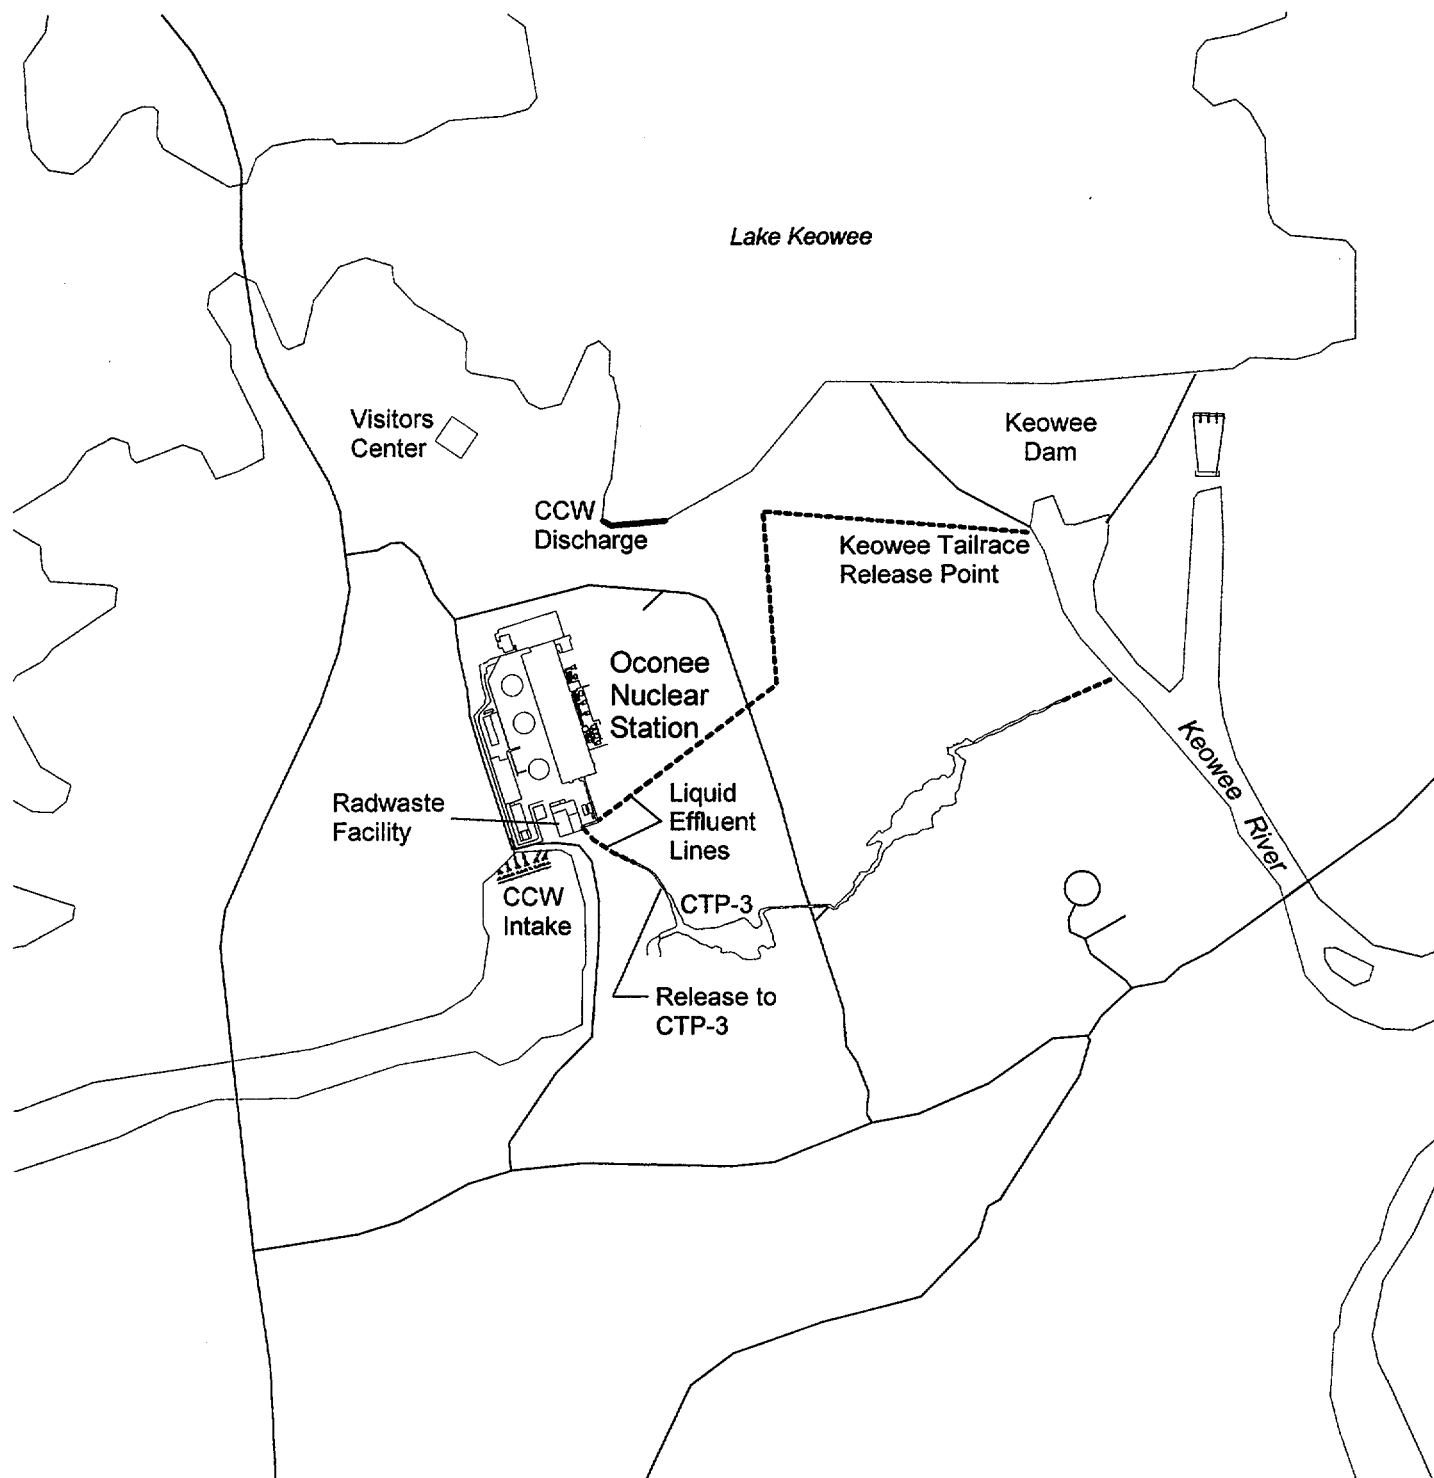 Lake Keowee
Visitors
Center
Keowee
Dam
CCW
Discharge
Keowee Tailrace
Release Point
Oconee
Nuclear
Station
Keowee River
Radwaste
Facility
Liquid
Effluent
Lines
CCW
Intake
CTP-3
Release to
CTP-3